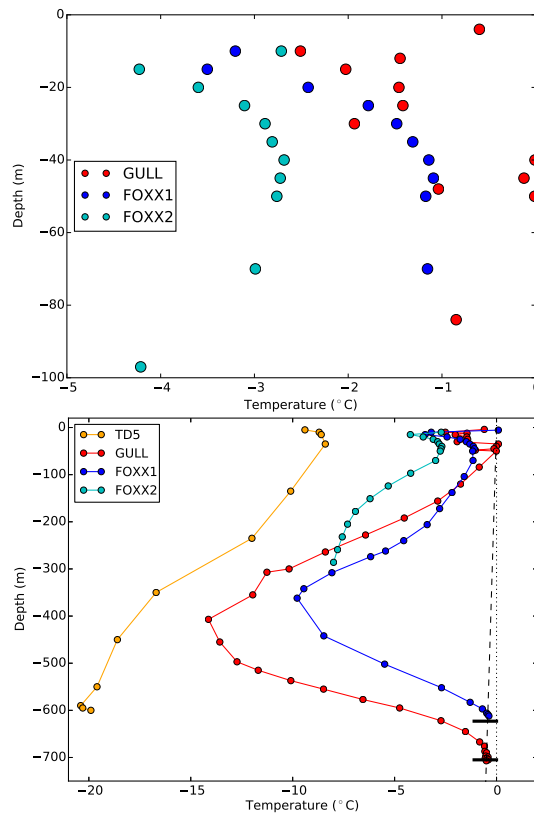 0
−20
−40
−60
−80
−100
Depth (m)
GULL
FOXX1
FOXX2
−5 −4 −3 −2 −1 0
Temperature (°C)
0
−100
−200
−300
−400
−500
−600
−700
Depth (m)
TD5
GULL
FOXX1
FOXX2
−20 −15 −10 −5 0
Temperature (°C)